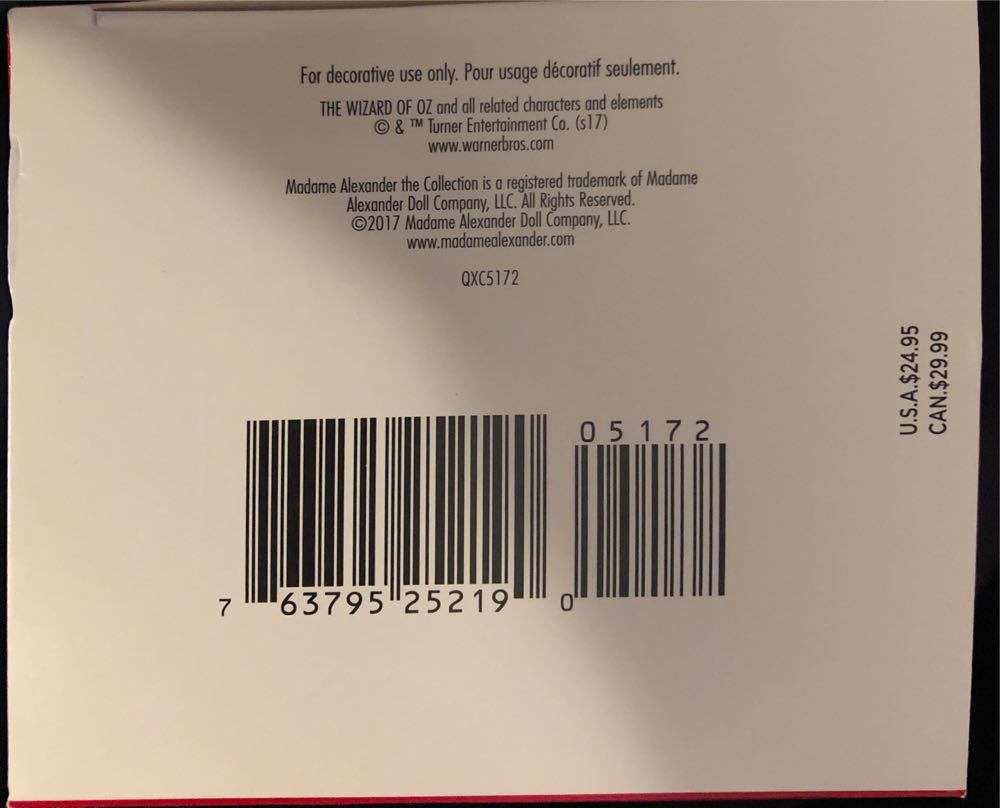 For decorative use only. Pour usage décoratif seulement.
THE WIZARD OF OZ and all related characters and elements
© & ™ Turner Entertainment Co. (s17)
www.warnerbros.com
Madame Alexander the Collection is a registered trademark of Madame
Alexander Doll Company, LLC. All Rights Reserved.
©2017 Madame Alexander Doll Company, LLC.
www.madamealexander.com
QXC5172
U.S.A.$24.95
CAN.$29.99
05172
7 63795 25219 0